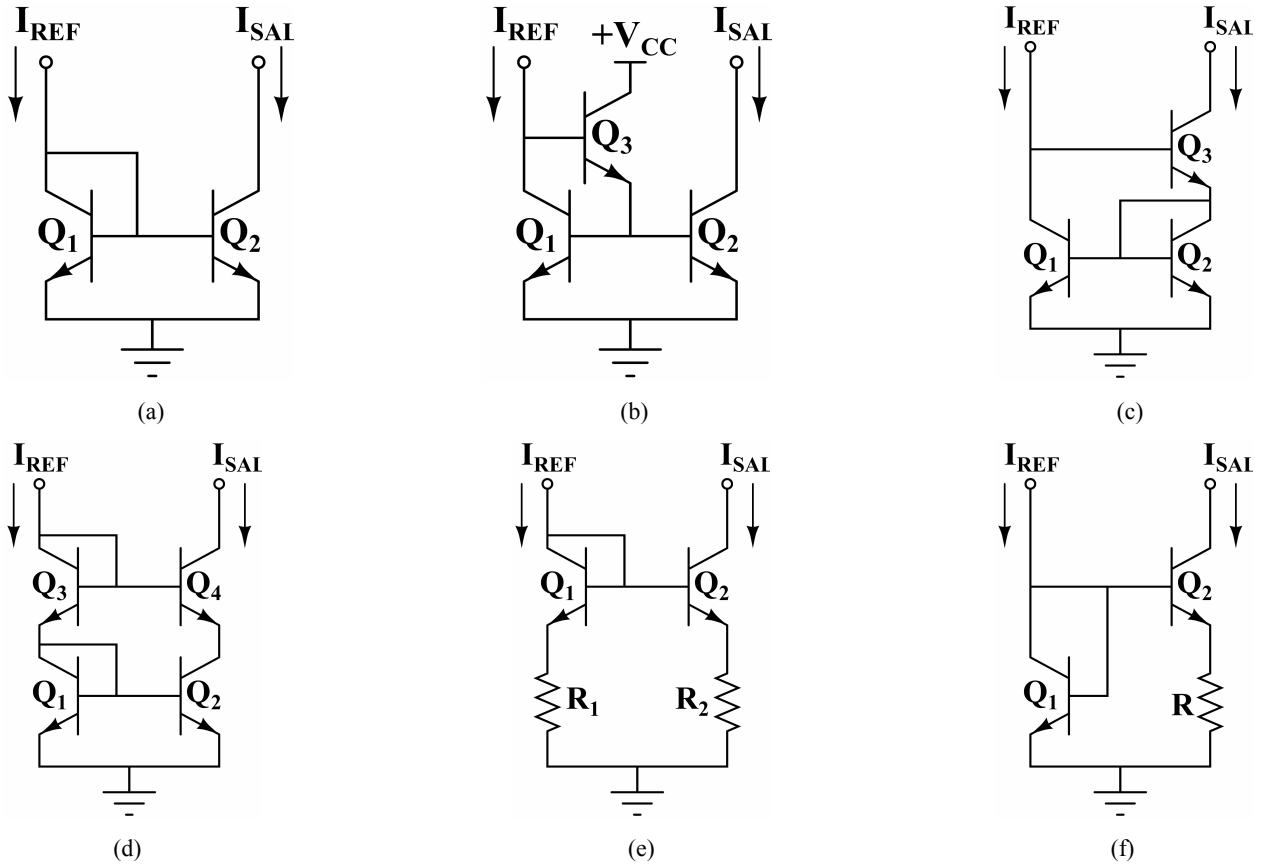 I_REF I_SAL
Q_1 Q_2
(a)
I_REF +V_CC I_SAL
Q_3
Q_1 Q_2
(b)
I_REF I_SAL
Q_3
Q_1 Q_2
(c)
I_REF I_SAL
Q_3 Q_4
Q_1 Q_2
(d)
I_REF I_SAL
Q_1 Q_2
R_1 R_2
(e)
I_REF I_SAL
Q_2
Q_1 R
(f)